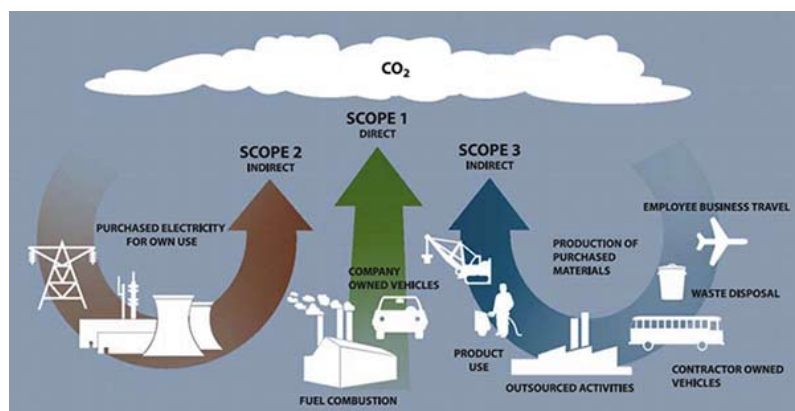 CO₂
SCOPE 1
DIRECT
SCOPE 2
INDIRECT
SCOPE 3
INDIRECT
PURCHASED ELECTRICITY
FOR OWN USE
COMPANY
OWNED VEHICLES
FUEL COMBUSTION
EMPLOYEE BUSINESS TRAVEL
PRODUCTION OF
PURCHASED
MATERIALS
WASTE DISPOSAL
PRODUCT
USE
OUTSOURCED ACTIVITIES
CONTRACTOR OWNED
VEHICLES